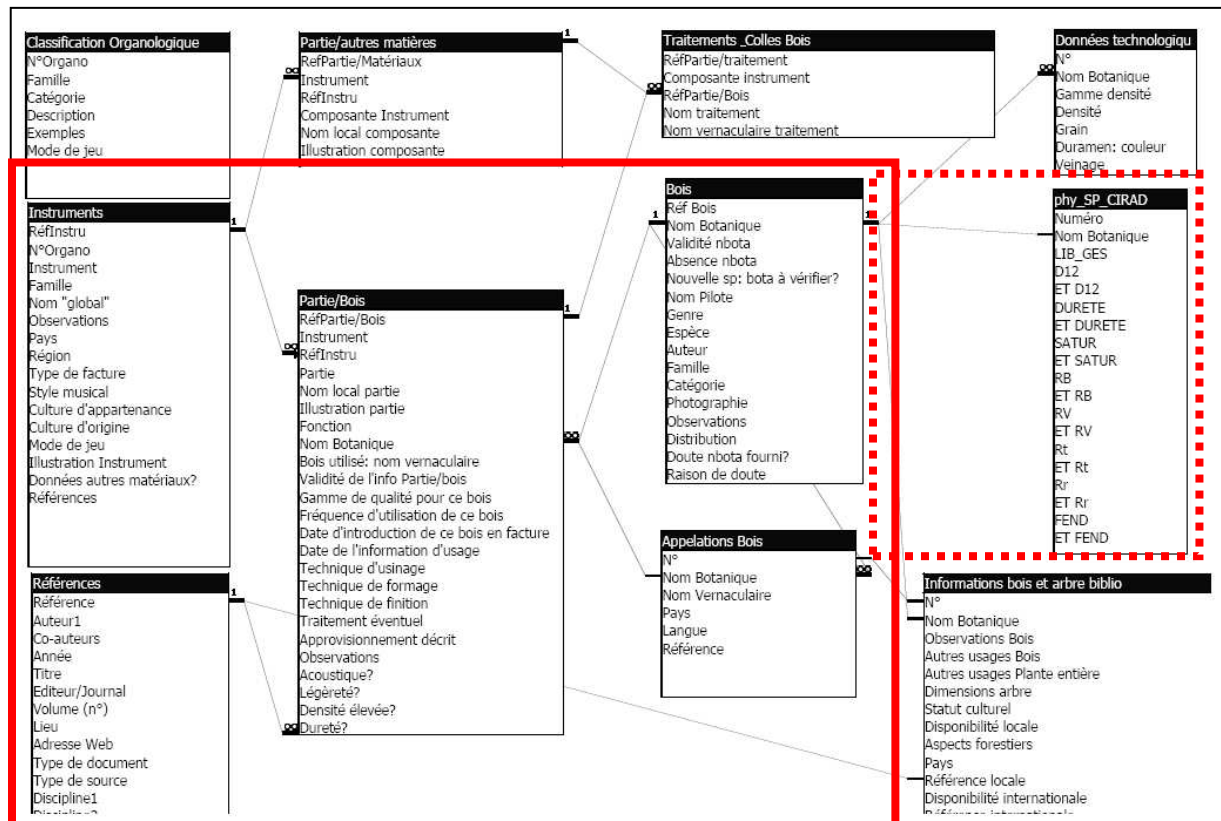 Classification Organologique
N°Organo
Famille
Catégorie
Description
Exemples
Mode de jeu
Partie/autres matières
RefPartie/Matériaux
Instrument
RéfInstru
Composante Instrument
Nom local composante
Illustration composante
1
∞
Traitements _Colles Bois
RéfPartie/traitement
Composante instrument
RéfPartie/Bois
Nom traitement
Nom vernaculaire traitement
∞
Données technologiqu
N°
Nom Botanique
Gamme densité
Densité
Grain
Duramen: couleur
Veinage
∞
Instruments
RéfInstru
N°Organo
Instrument
Famille
Nom "global"
Observations
Pays
Région
Type de facture
Style musical
Culture d'appartenance
Culture d'origine
Mode de jeu
Illustration Instrument
Données autres matériaux?
Références
1
Partie/Bois
RéfPartie/Bois
Instrument
RéfInstru
Partie
Nom local partie
Illustration partie
Fonction
Nom Botanique
Bois utilisé: nom vernaculaire
Validité de l'info Partie/bois
Gamme de qualité pour ce bois
Fréquence d'utilisation de ce bois
Date d'introduction de ce bois en facture
Date de l'information d'usage
Technique d'usinage
Technique de formage
Technique de finition
Traitement éventuel
Approvisionnement décrit
Observations
Acoustique?
Légèreté?
Densité élevée?
Dureté?
1
∞
∞
∞
Bois
Réf Bois
Nom Botanique
Validité nbota
Absence nbota
Nouvelle sp: bota à vérifier?
Nom Pilote
Genre
Espèce
Auteur
Famille
Catégorie
Photographie
Observations
Distribution
Doute nbota fourni?
Raison de doute
1
1
phy_SP_CIRAD
Numéro
Nom Botanique
LIB_GES
D12
ET D12
DURETE
ET DURETE
SATUR
ET SATUR
RB
ET RB
RV
ET RV
Rt
ET Rt
Rr
ET Rr
FEND
ET FEND
Appelations Bois
N°
Nom Botanique
Nom Vernaculaire
Pays
Langue
Référence
∞
Références
Référence
Auteur1
Co-auteurs
Année
Titre
Editeur/Journal
Volume (n°)
Lieu
Adresse Web
Type de document
Type de source
Discipline1
1
Informations bois et arbre biblio
N°
Nom Botanique
Observations Bois
Autres usages Bois
Autres usages Plante entière
Dimensions arbre
Statut culturel
Disponibilité locale
Aspects forestiers
Pays
Référence locale
Disponibilité internationale